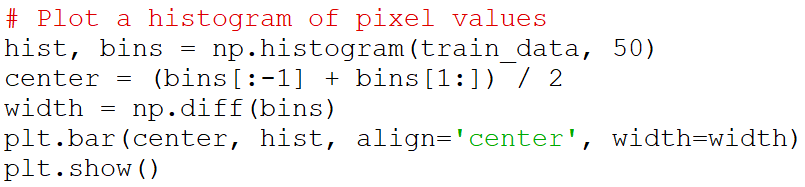 # Plot a histogram of pixel values
hist, bins = np.histogram(train_data, 50)
center = (bins[:-1] + bins[1:]) / 2
width = np.diff(bins)
plt.bar(center, hist, align='center', width=width)
plt.show()